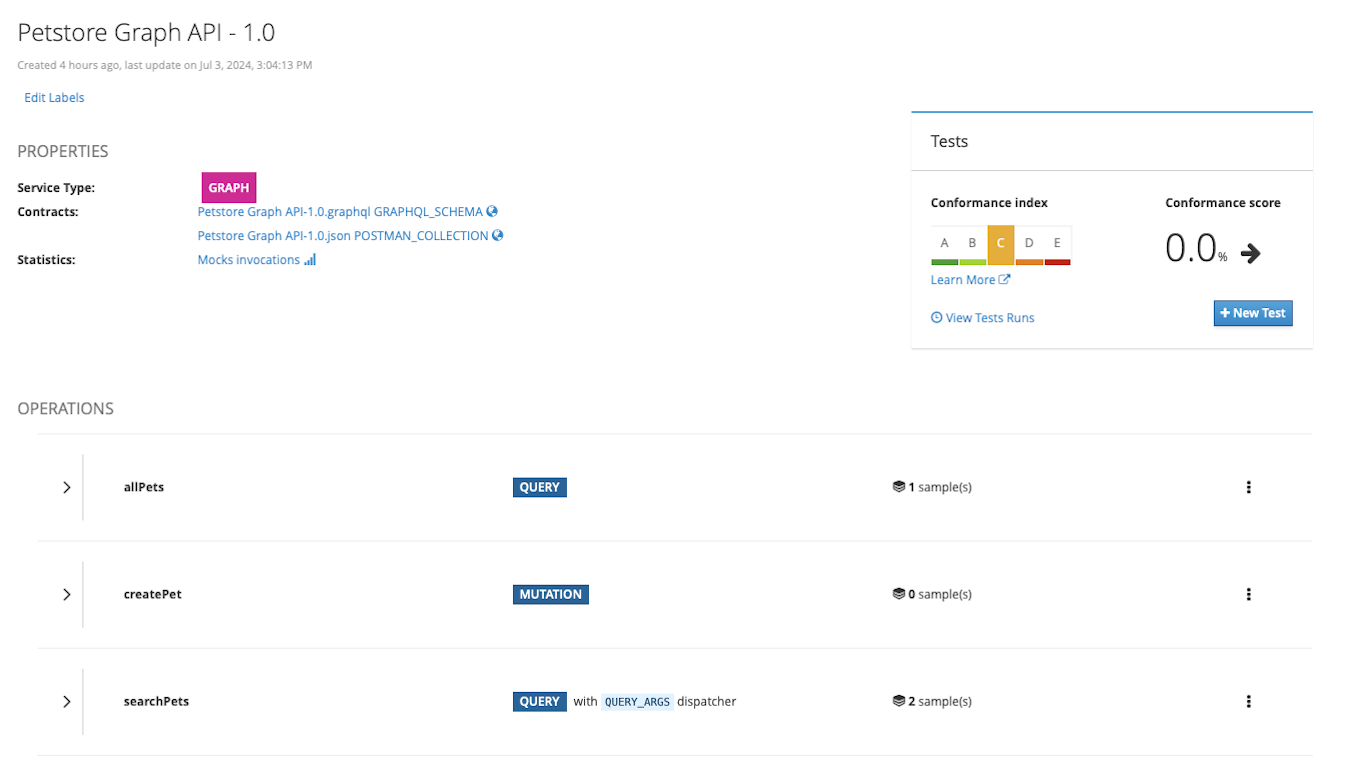 Petstore Graph API - 1.0
Created 4 hours ago, last update on Jul 3, 2024, 3:04:13 PM
Edit Labels
PROPERTIES
Service Type: GRAPH
Contracts: Petstore Graph API-1.0.graphql GRAPHQL_SCHEMA
Petstore Graph API-1.0.json POSTMAN_COLLECTION
Statistics: Mocks invocations
Tests
Conformance index
A B C D E
Learn More
View Tests Runs
Conformance score
0.0%
New Test
OPERATIONS
allPets QUERY 1 sample(s)
createPet MUTATION 0 sample(s)
searchPets QUERY with QUERY_ARGS dispatcher 2 sample(s)